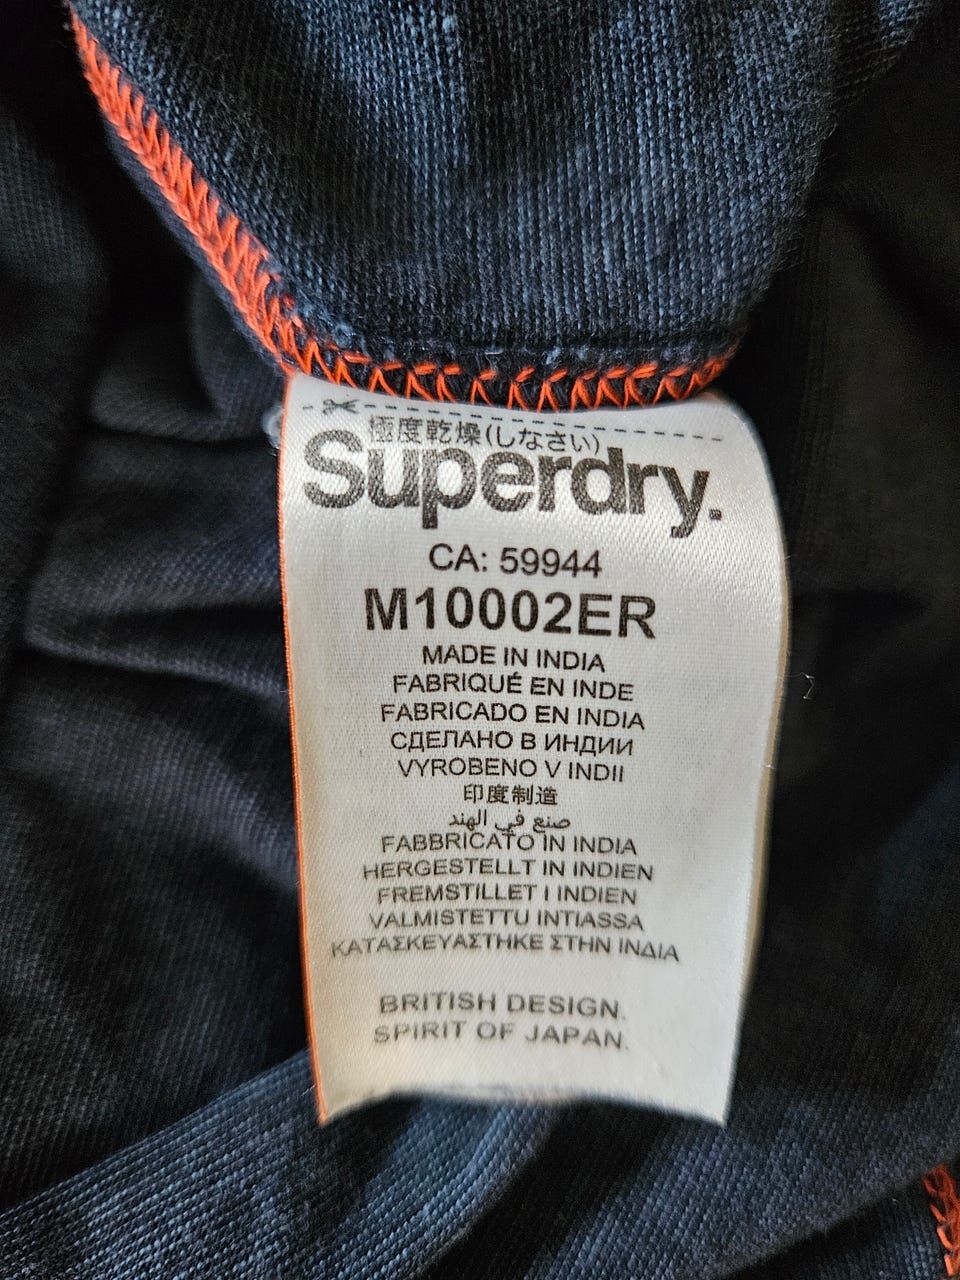 極度乾燥(しなさい)
Superdry.
CA: 59944
M10002ER
MADE IN INDIA
FABRIQUÉ EN INDE
FABRICADO EN INDIA
СДЕЛАНО В ИНДИИ
VYROBENO V INDII
印度制造
صنع في الهند
FABBRICATO IN INDIA
HERGESTELLT IN INDIEN
FREMSTILLET I INDIEN
VALMISTETTU INTIASSA
ΚΑΤΑΣΚΕΥΑΣΤΗΚΕ ΣΤΗΝ ΙΝΔΙΑ
BRITISH DESIGN.
SPIRIT OF JAPAN.